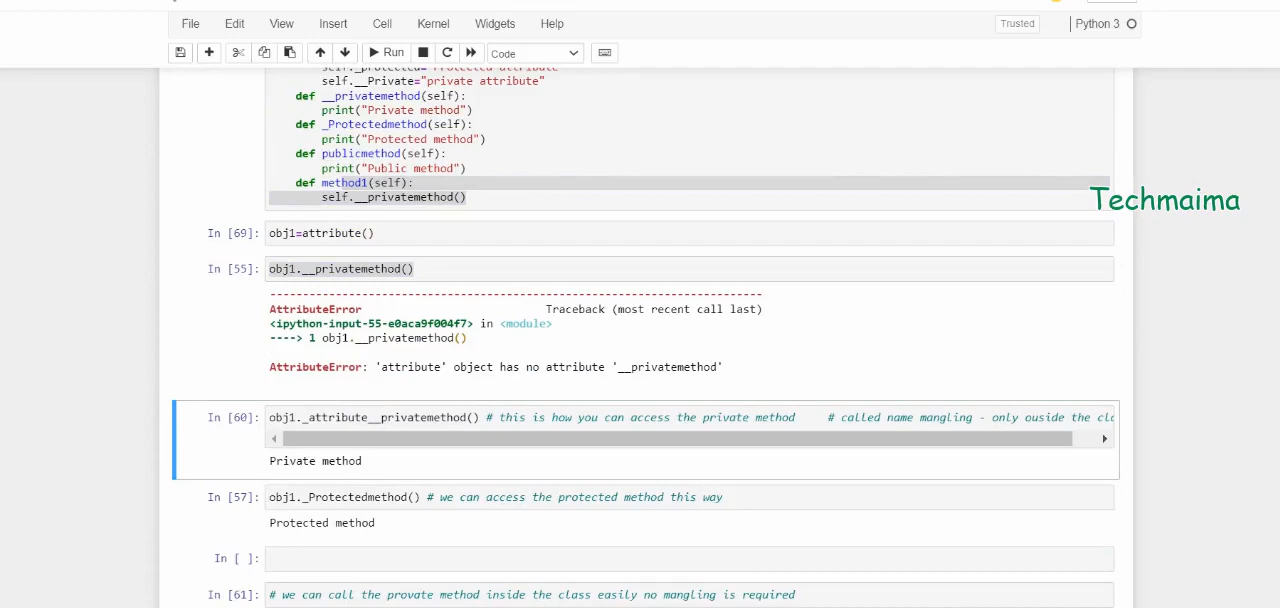 File Edit View Insert Cell Kernel Widgets Help Trusted Python 3
Run Code
self._protected="Protected attribute"
self.__Private="private attribute"
def __privatemethod(self):
print("Private method")
def _Protectedmethod(self):
print("Protected method")
def publicmethod(self):
print("Public method")
def method1(self):
self.__privatemethod()
Techmaima
In [69]: obj1=attribute()
In [55]: obj1.__privatemethod()
---------------------------------------------------------------------------
AttributeError Traceback (most recent call last)
<ipython-input-55-e0aca9f004f7> in <module>
----> 1 obj1.__privatemethod()
AttributeError: 'attribute' object has no attribute '__privatemethod'
In [60]: obj1._attribute__privatemethod() # this is how you can access the private method # called name mangling - only ouside the clo
Private method
In [57]: obj1._Protectedmethod() # we can access the protected method this way
Protected method
In [ ]:
In [61]: # we can call the provate method inside the class easily no mangling is required